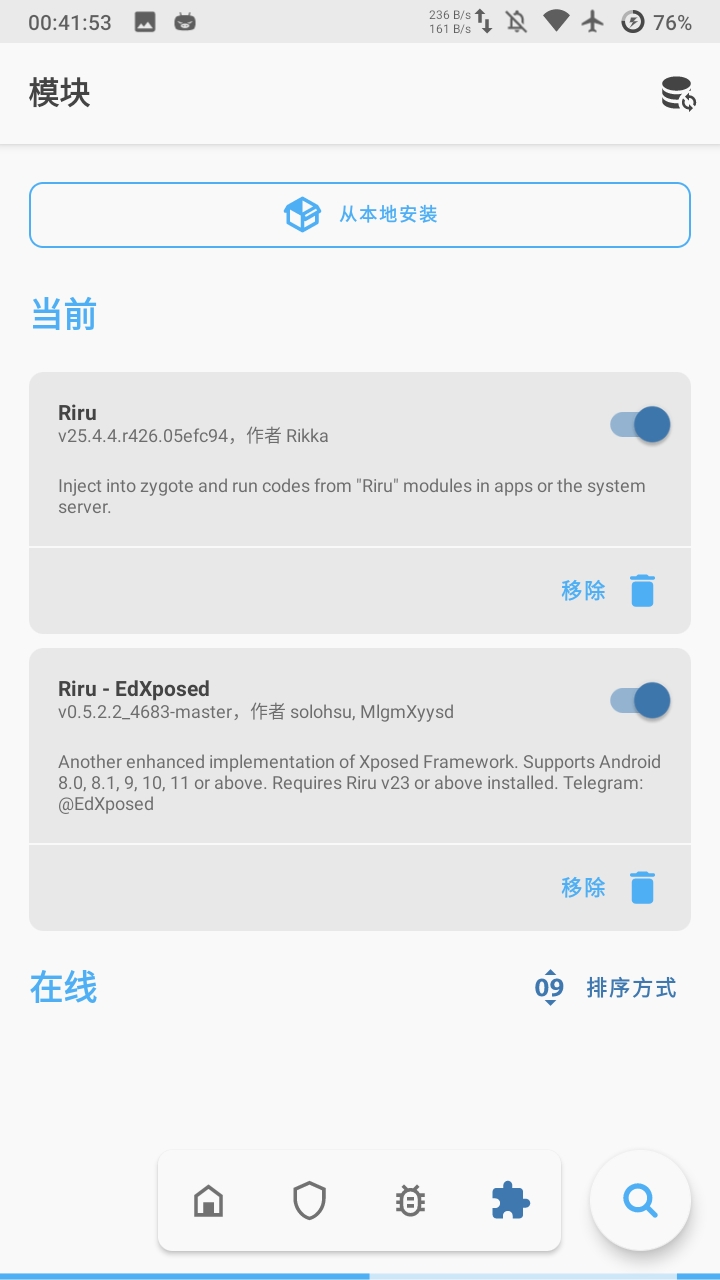 00:41:53
236 B/s
161 B/s
76%
模块
从本地安装
当前
Riru
v25.4.4.r426.05efc94，作者 Rikka
Inject into zygote and run codes from "Riru" modules in apps or the system
server.
移除
Riru - EdXposed
v0.5.2.2_4683-master，作者 solohsu, MlgmXyysd
Another enhanced implementation of Xposed Framework. Supports Android
8.0, 8.1, 9, 10, 11 or above. Requires Riru v23 or above installed. Telegram:
@EdXposed
移除
在线
09 排序方式